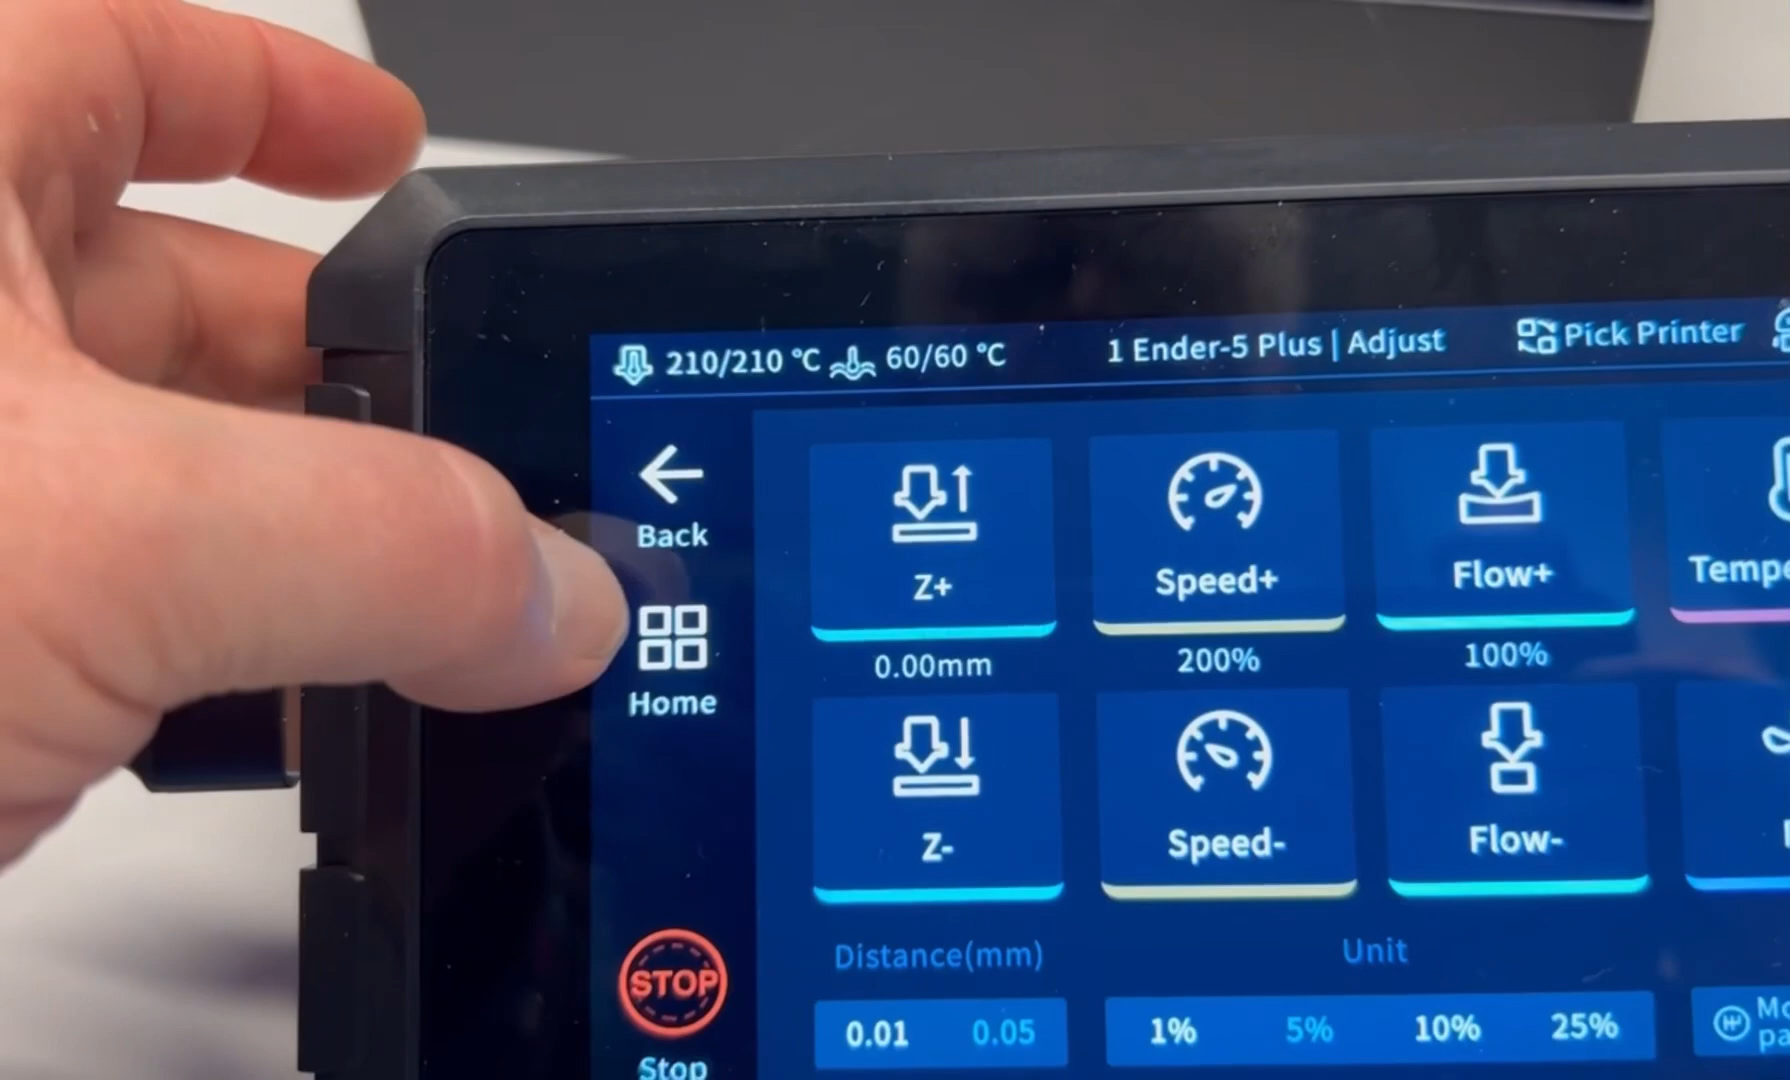 210/210 °C 60/60 °C 1 Ender-5 Plus | Adjust Pick Printer
Back
Home
STOP
Stop
Z+ Speed+ Flow+
0.00mm 200% 100%
Z- Speed- Flow-
Distance(mm) Unit
0.01 0.05 1% 5% 10% 25%